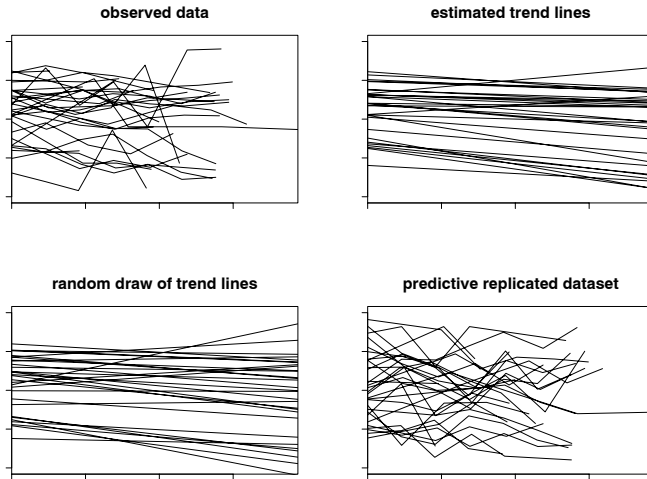 observed data
estimated trend lines
random draw of trend lines
predictive replicated dataset